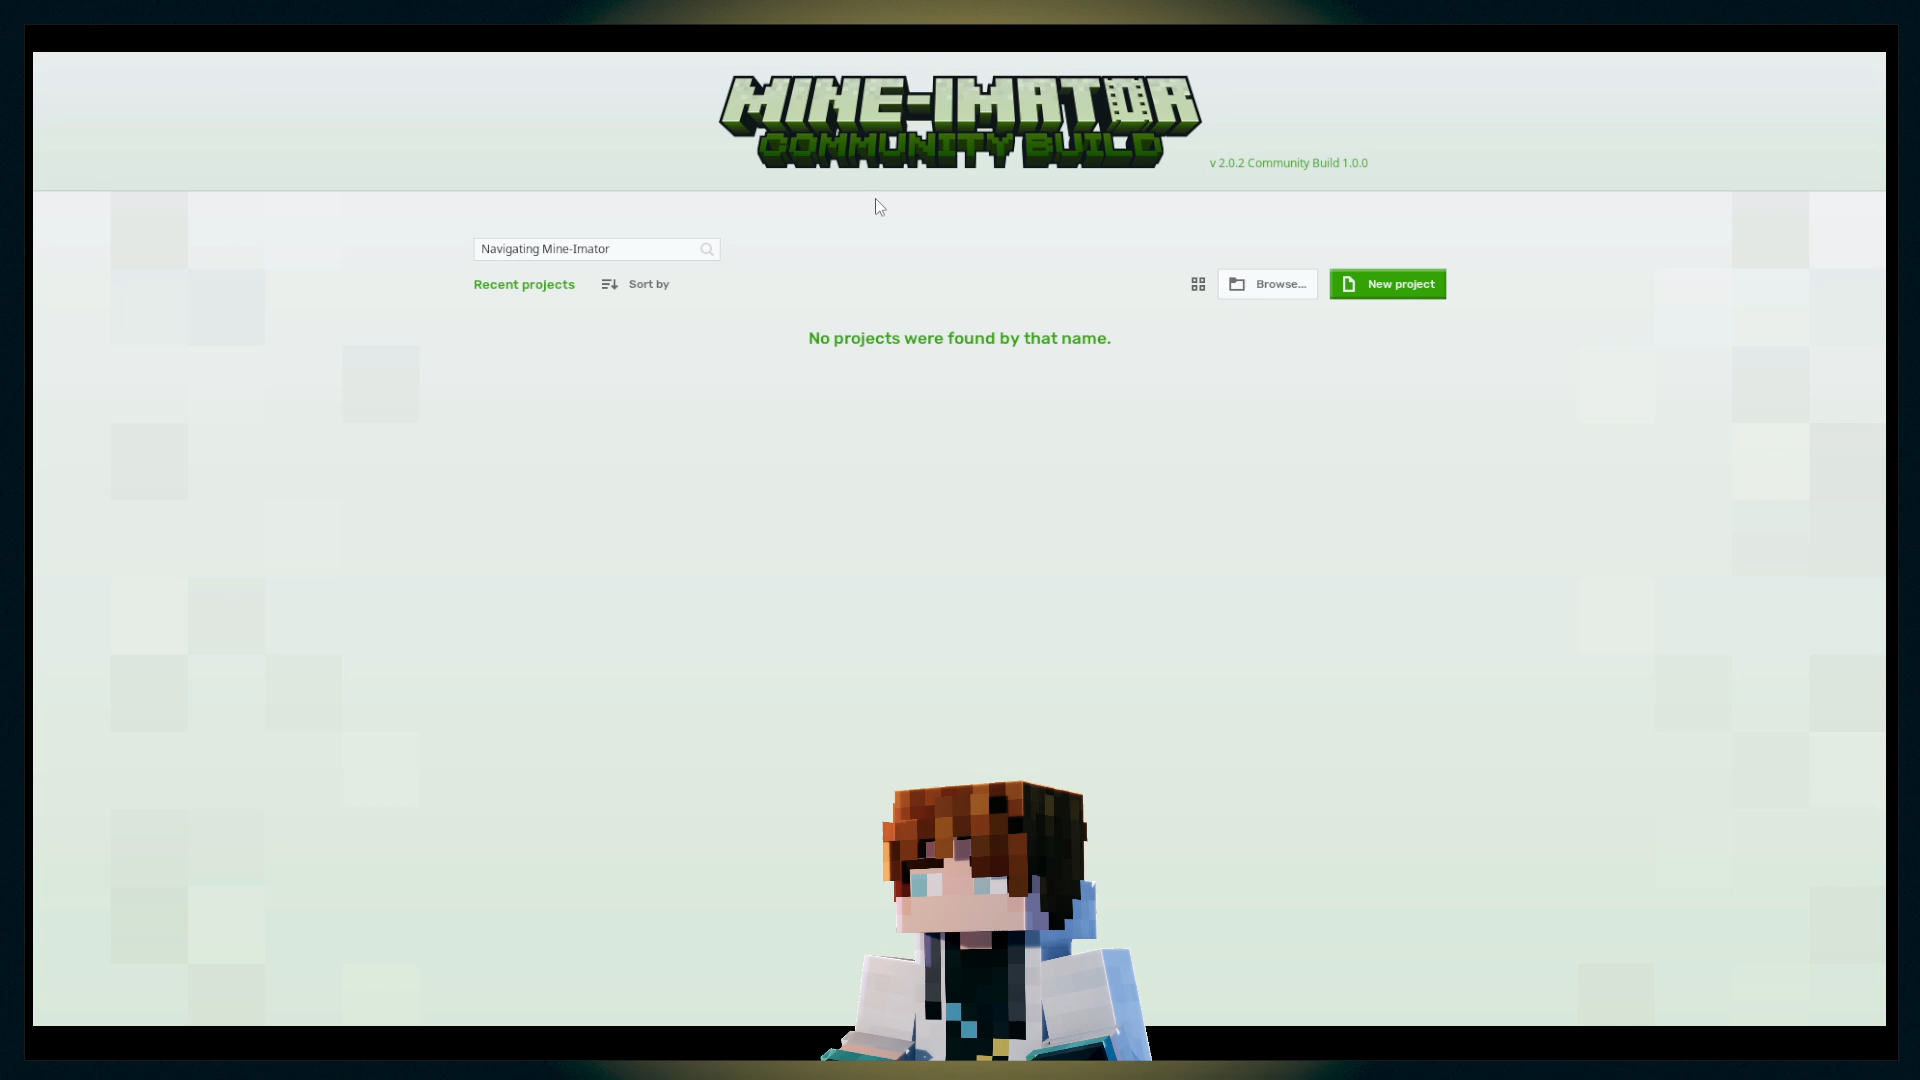 MINE-IMATOR
COMMUNITY BUILD
v 2.0.2 Community Build 1.0.0
Navigating Mine-Imator
Recent projects
Sort by
Browse...
New project
No projects were found by that name.